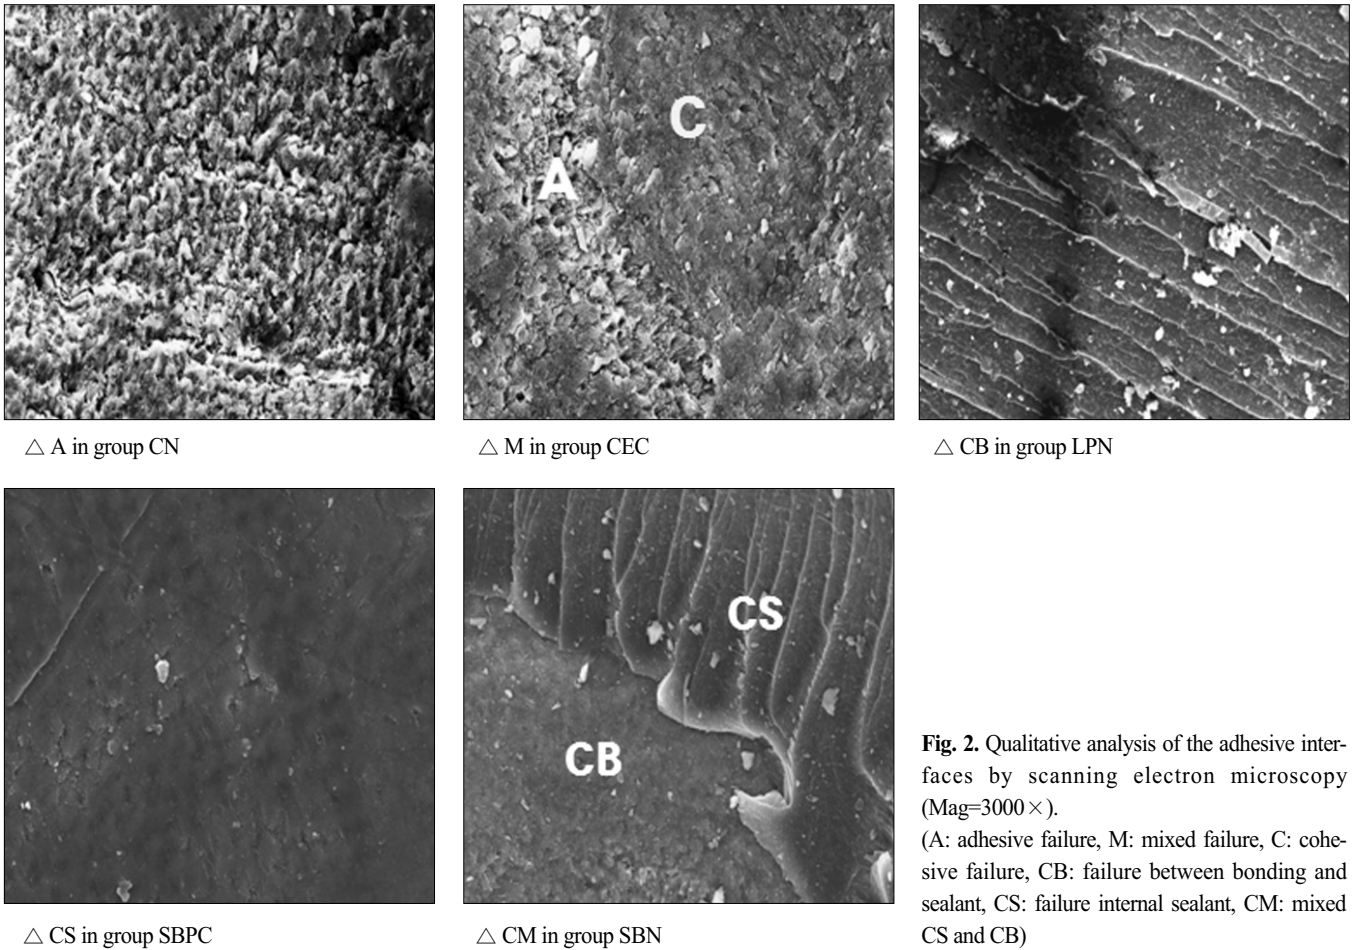 A
C
△ A in group CN
△ M in group CEC
△ CB in group LPN
CS
CB
△ CS in group SBPC
△ CM in group SBN
Fig. 2. Qualitative analysis of the adhesive inter-
faces by scanning electron microscopy
(Mag=3000×).
(A: adhesive failure, M: mixed failure, C: cohe-
sive failure, CB: failure between bonding and
sealant, CS: failure internal sealant, CM: mixed
CS and CB)